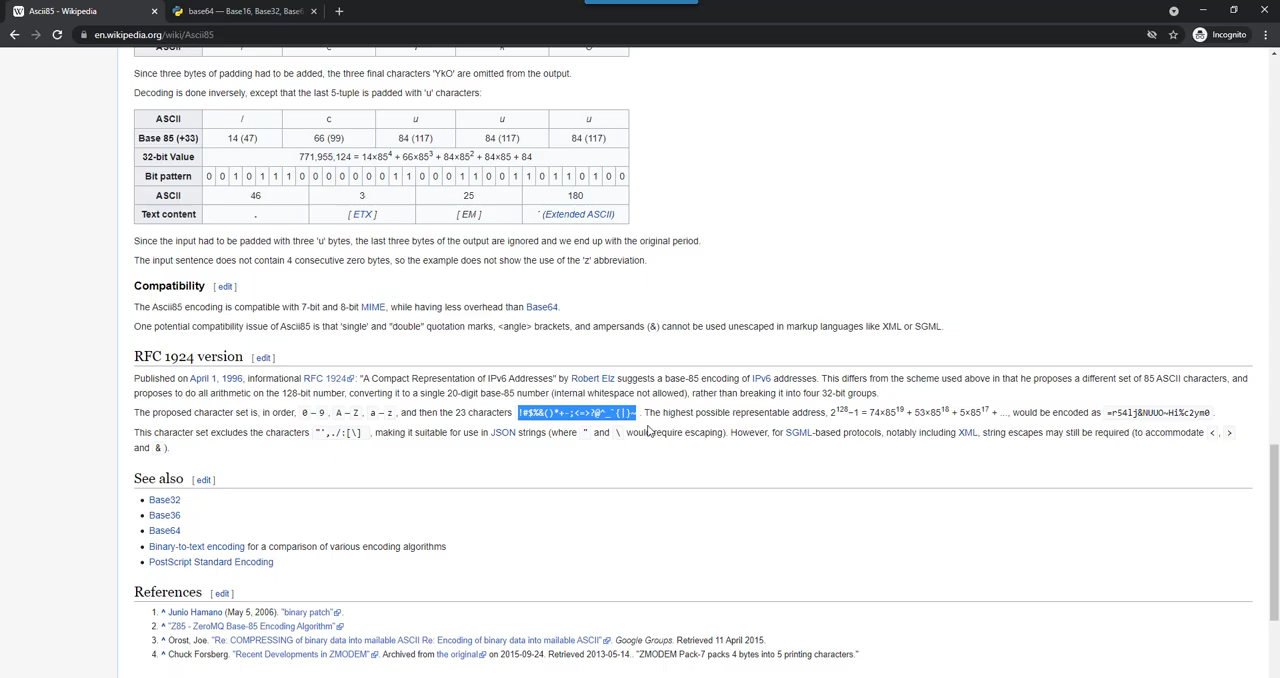 Ascii85 - Wikipedia
base64 — Base16, Base32, Base6
en.wikipedia.org/wiki/Ascii85
Incognito
Since three bytes of padding had to be added, the three final characters 'YkO' are omitted from the output.
Decoding is done inversely, except that the last 5-tuple is padded with 'u' characters:
ASCII / c u u u
Base 85 (+33) 14 (47) 66 (99) 84 (117) 84 (117) 84 (117)
32-bit Value 771,955,124 = 14×85⁴ + 66×85³ + 84×85² + 84×85 + 84
Bit pattern 0 0 1 0 1 1 1 0 0 0 0 0 0 0 1 1 0 0 0 1 1 0 0 1 1 0 1 1 0 1 0 0
ASCII 46 3 25 180
Text content . [ ETX ] [ EM ] ´ (Extended ASCII)
Since the input had to be padded with three 'u' bytes, the last three bytes of the output are ignored and we end up with the original period.
The input sentence does not contain 4 consecutive zero bytes, so the example does not show the use of the 'z' abbreviation.
Compatibility [ edit ]
The Ascii85 encoding is compatible with 7-bit and 8-bit MIME, while having less overhead than Base64.
One potential compatibility issue of Ascii85 is that 'single' and "double" quotation marks, <angle> brackets, and ampersands (&) cannot be used unescaped in markup languages like XML or SGML.
RFC 1924 version [ edit ]
Published on April 1, 1996, informational RFC 1924: "A Compact Representation of IPv6 Addresses" by Robert Elz suggests a base-85 encoding of IPv6 addresses. This differs from the scheme used above in that he proposes a different set of 85 ASCII characters, and
proposes to do all arithmetic on the 128-bit number, converting it to a single 20-digit base-85 number (internal whitespace not allowed), rather than breaking it into four 32-bit groups.
The proposed character set is, in order, 0–9, A–Z, a–z, and then the 23 characters !#$%&()*+-;<=>?@^_`{|}~. The highest possible representable address, 2¹²⁸−1 = 74×85¹⁹ + 53×85¹⁸ + 5×85¹⁷ + ..., would be encoded as =r54lj&NUUO~Hi%c2ym0.
This character set excludes the characters "',./:[\] , making it suitable for use in JSON strings (where " and \ would require escaping). However, for SGML-based protocols, notably including XML, string escapes may still be required (to accommodate < , >
and & ).
See also [ edit ]
• Base32
• Base36
• Base64
• Binary-to-text encoding for a comparison of various encoding algorithms
• PostScript Standard Encoding
References [ edit ]
1. ^ Junio Hamano (May 5, 2006). "binary patch".
2. ^ "Z85 - ZeroMQ Base-85 Encoding Algorithm"
3. ^ Orost, Joe. "Re: COMPRESSING of binary data into mailable ASCII Re: Encoding of binary data into mailable ASCII". Google Groups. Retrieved 11 April 2015.
4. ^ Chuck Forsberg. "Recent Developments in ZMODEM". Archived from the original on 2015-09-24. Retrieved 2013-05-14.. "ZMODEM Pack-7 packs 4 bytes into 5 printing characters."